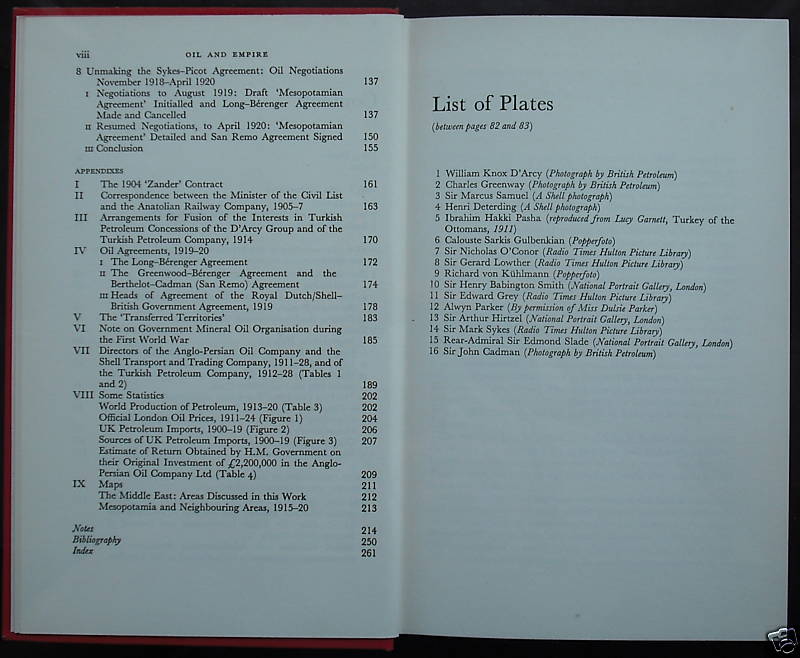 viii OIL AND EMPIRE
8 Unmaking the Sykes-Picot Agreement: Oil Negotiations
November 1918–April 1920 137
I Negotiations to August 1919: Draft 'Mesopotamian
Agreement' Initialled and Long-Bérenger Agreement
Made and Cancelled 137
II Resumed Negotiations, to April 1920: 'Mesopotamian
Agreement' Detailed and San Remo Agreement Signed 150
III Conclusion 155
APPENDIXES
I The 1904 'Zander' Contract 161
II Correspondence between the Minister of the Civil List
and the Anatolian Railway Company, 1905–7 163
III Arrangements for Fusion of the Interests in Turkish
Petroleum Concessions of the D'Arcy Group and of the
Turkish Petroleum Company, 1914 170
IV Oil Agreements, 1919–20
I The Long-Bérenger Agreement 172
II The Greenwood-Bérenger Agreement and the
Berthelot-Cadman (San Remo) Agreement 174
III Heads of Agreement of the Royal Dutch/Shell–
British Government Agreement, 1919 178
V The 'Transferred Territories' 183
VI Note on Government Mineral Oil Organisation during
the First World War 185
VII Directors of the Anglo-Persian Oil Company and the
Shell Transport and Trading Company, 1911–28, and of
the Turkish Petroleum Company, 1912–28 (Tables 1
and 2) 189
VIII Some Statistics 202
World Production of Petroleum, 1913–20 (Table 3) 202
Official London Oil Prices, 1911–24 (Figure 1) 204
UK Petroleum Imports, 1900–19 (Figure 2) 206
Sources of UK Petroleum Imports, 1900–19 (Figure 3) 207
Estimate of Return Obtained by H.M. Government on
their Original Investment of £2,200,000 in the Anglo-
Persian Oil Company Ltd (Table 4) 209
IX Maps 211
The Middle East: Areas Discussed in this Work 212
Mesopotamia and Neighbouring Areas, 1915–20 213
Notes 214
Bibliography 250
Index 261
List of Plates
(between pages 82 and 83)
1 William Knox D'Arcy (Photograph by British Petroleum)
2 Charles Greenway (Photograph by British Petroleum)
3 Sir Marcus Samuel (A Shell photograph)
4 Henri Deterding (A Shell photograph)
5 Ibrahim Hakki Pasha (reproduced from Lucy Garnett, Turkey of the
Ottomans, 1911)
6 Calouste Sarkis Gulbenkian (Popperfoto)
7 Sir Nicholas O'Conor (Radio Times Hulton Picture Library)
8 Sir Gerard Lowther (Radio Times Hulton Picture Library)
9 Richard von Kühlmann (Popperfoto)
10 Sir Henry Babington Smith (National Portrait Gallery, London)
11 Sir Edward Grey (Radio Times Hulton Picture Library)
12 Alwyn Parker (By permission of Miss Dulsie Parker)
13 Sir Arthur Hirtzel (National Portrait Gallery, London)
14 Sir Mark Sykes (Radio Times Hulton Picture Library)
15 Rear-Admiral Sir Edmond Slade (National Portrait Gallery, London)
16 Sir John Cadman (Photograph by British Petroleum)